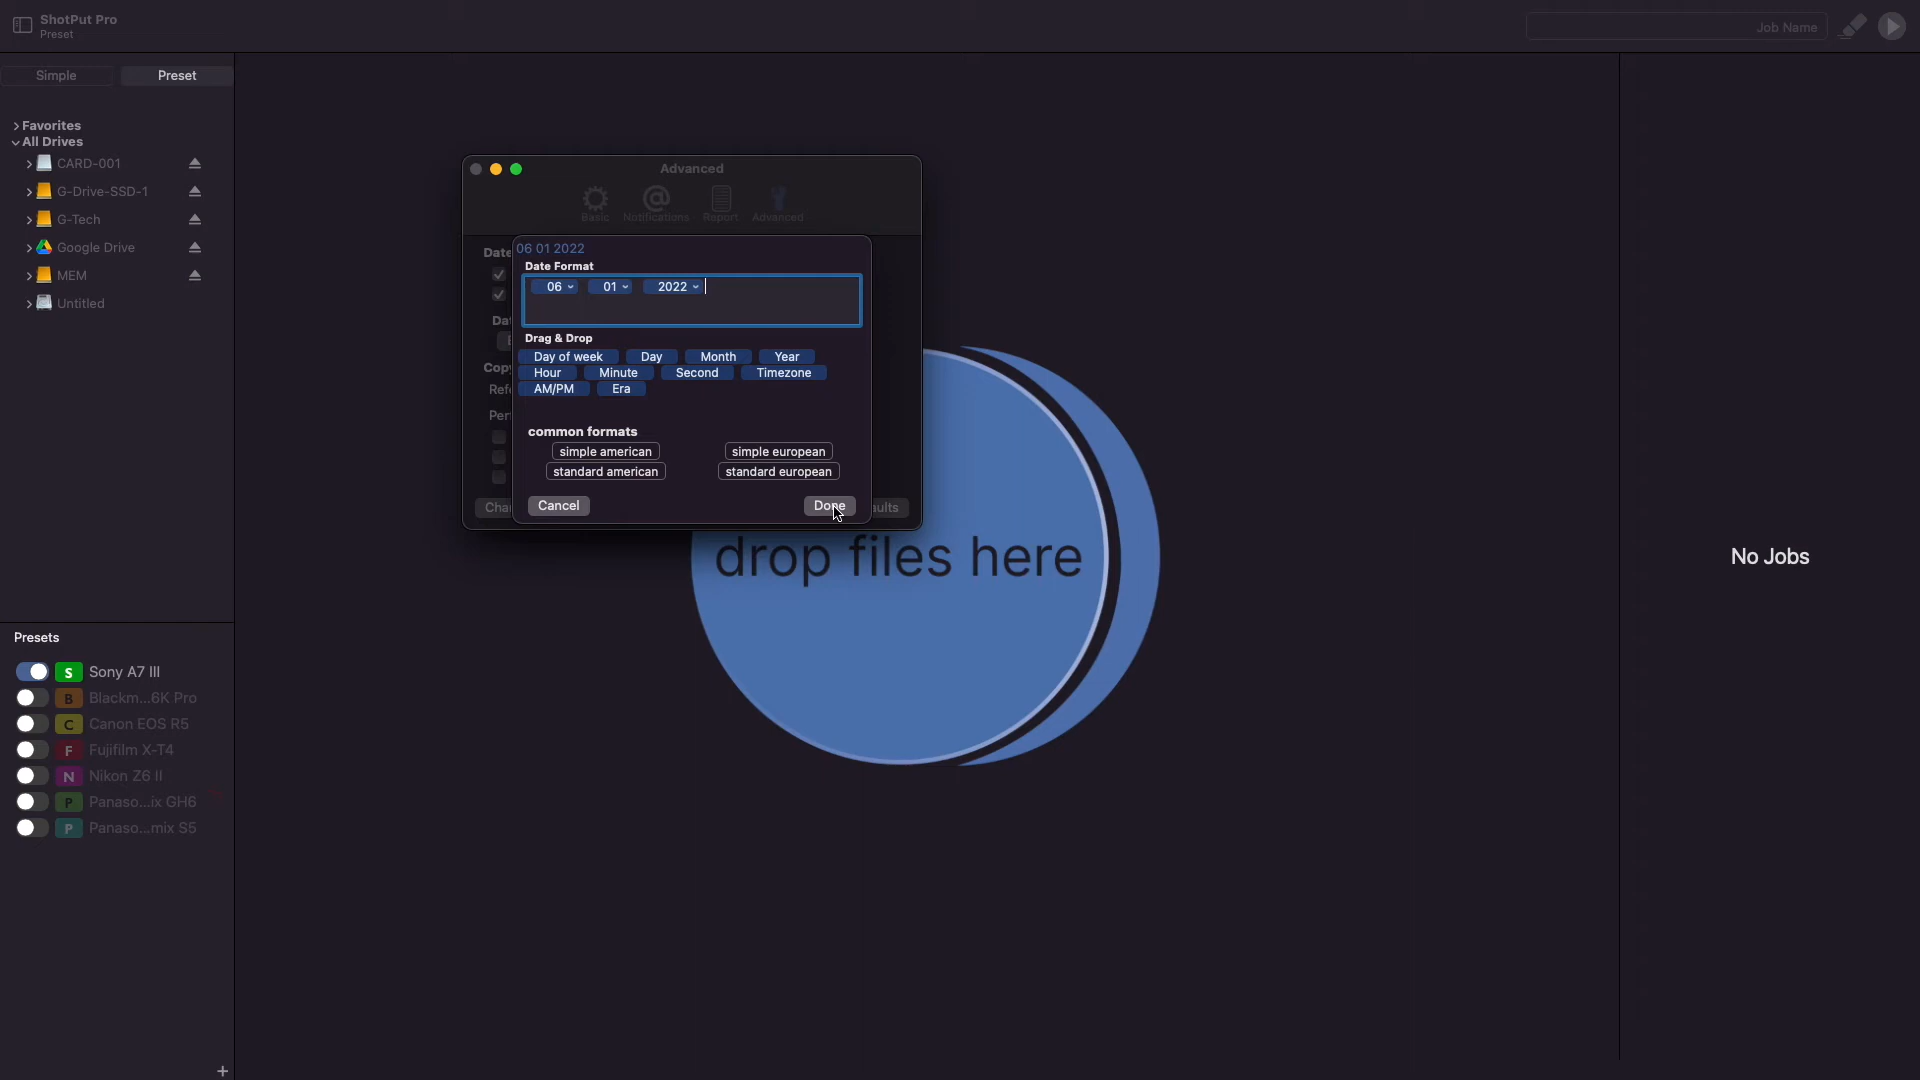 ShotPut Pro
Preset
Job Name
Simple
Preset
Favorites
All Drives
CARD-001
G-Drive-SSD-1
G-Tech
Google Drive
MEM
Untitled
Advanced
Basic
Notifications
Report
Advanced
Date
06 01 2022
Date Format
06
01
2022
Drag & Drop
Day of week
Day
Month
Year
Hour
Minute
Second
Timezone
AM/PM
Era
common formats
simple american
simple european
standard american
standard european
Cancel
Done
drop files here
No Jobs
Presets
S Sony A7 III
B Blackm...6K Pro
C Canon EOS R5
F Fujifilm X-T4
N Nikon Z6 II
P Panaso...ix GH6
P Panaso...mix S5